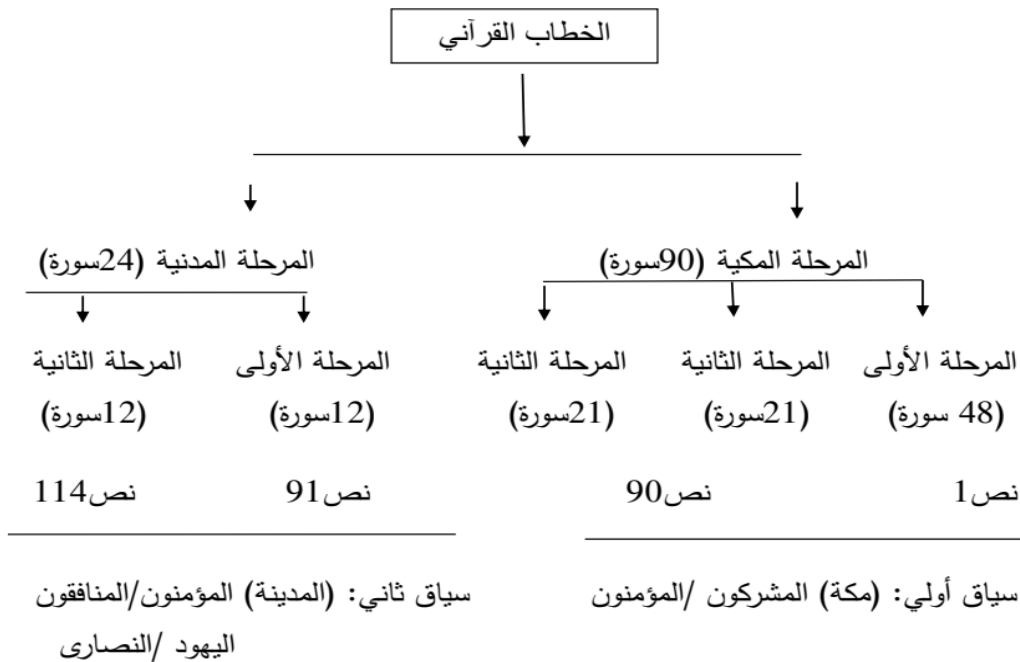 الخطاب القرآني
المرحلة المكية (90سورة) المرحلة المدنية (24سورة)
المرحلة الأولى المرحلة الثانية المرحلة الثانية المرحلة الأولى المرحلة الثانية
(48 سورة) (21سورة) (21سورة) (12سورة) (12سورة)
نص1 نص90 نص91 نص114
سياق أولي: (مكة) المشركون /المؤمنون سياق ثاني: (المدينة) المؤمنون/المنافقون
اليهود /النصارى